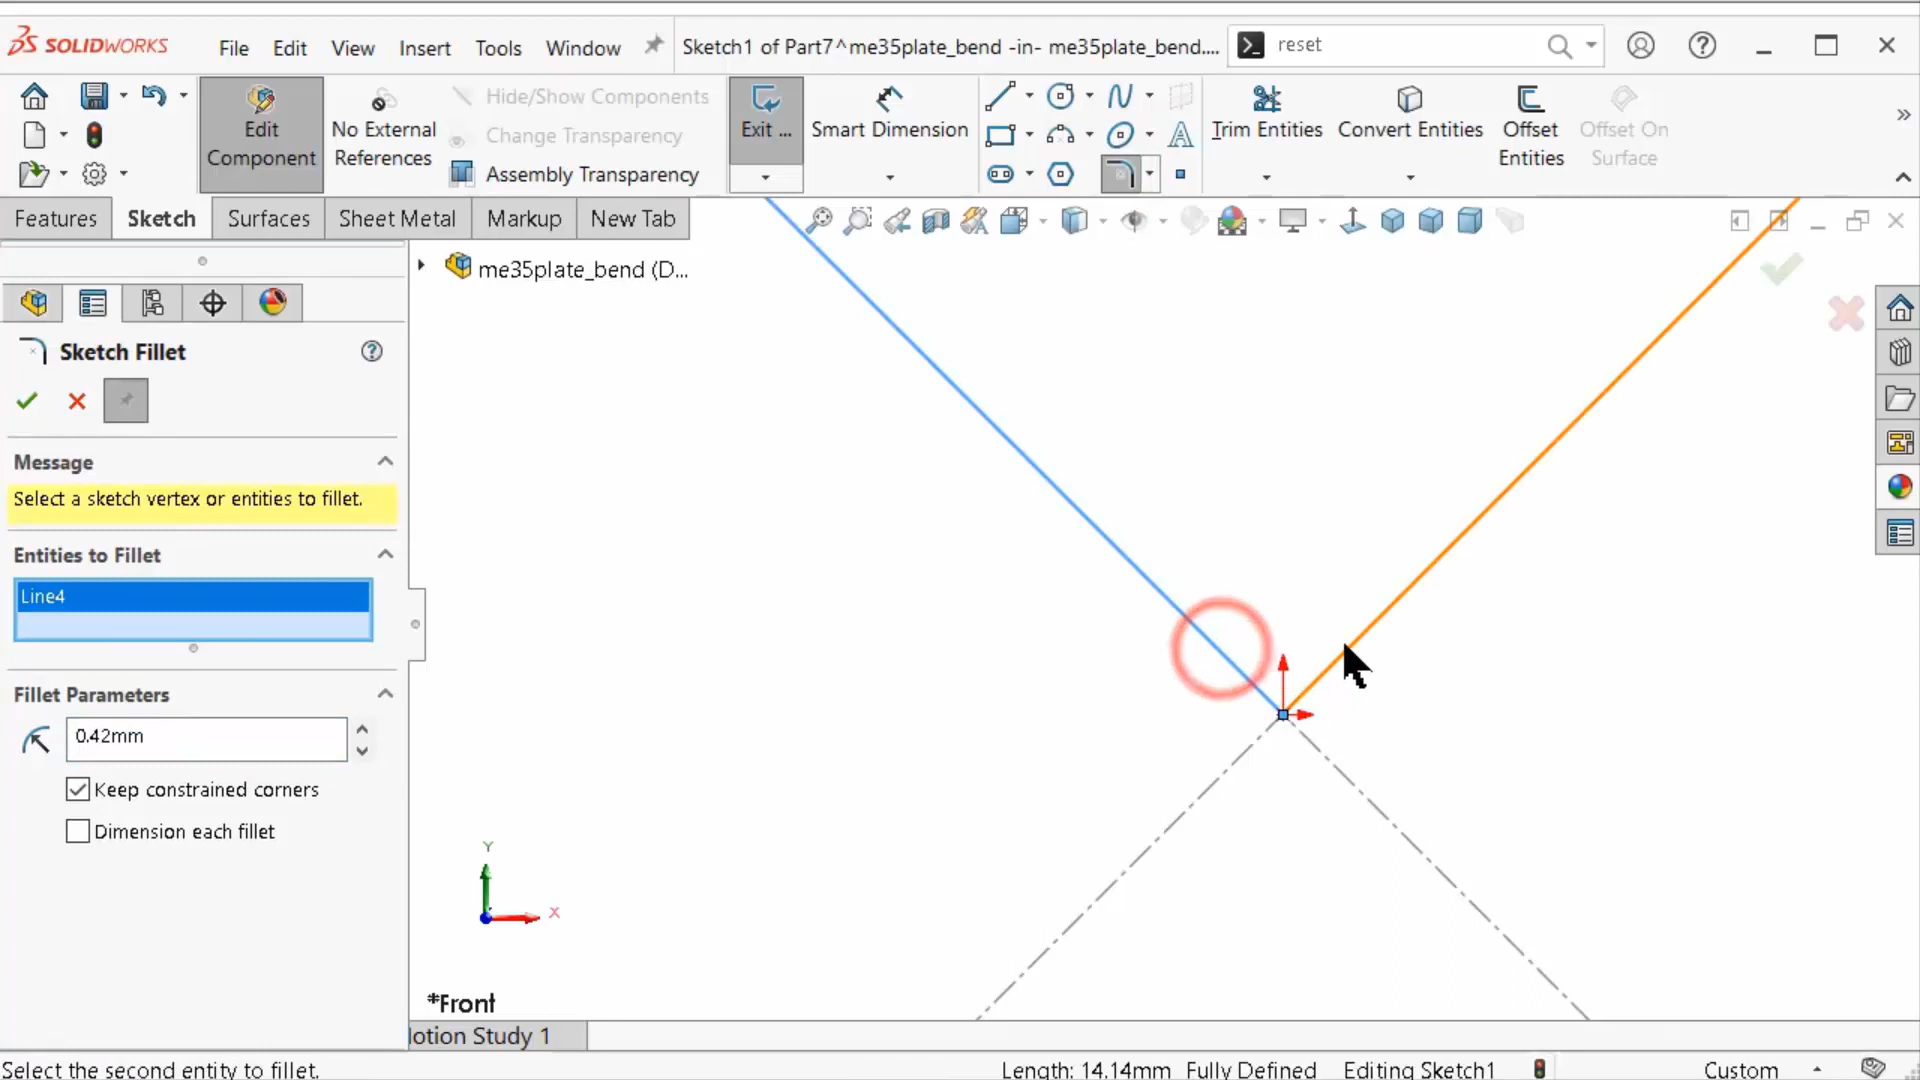 SOLIDWORKS File Edit View Insert Tools Window Sketch1 of Part7^me35plate_bend -in- me35plate_bend.... reset
Edit Component
No External References
Hide/Show Components
Change Transparency
Assembly Transparency
Exit ...
Smart Dimension
Trim Entities
Convert Entities
Offset Entities
Offset On Surface
Features Sketch Surfaces Sheet Metal Markup New Tab
me35plate_bend (D...
Sketch Fillet
Message
Select a sketch vertex or entities to fillet.
Entities to Fillet
Line4
Fillet Parameters
0.42mm
Keep constrained corners
Dimension each fillet
Y
X
*Front
lotion Study 1
Select the second entity to fillet. Length: 14.14mm Fully Defined Editing Sketch1 Custom